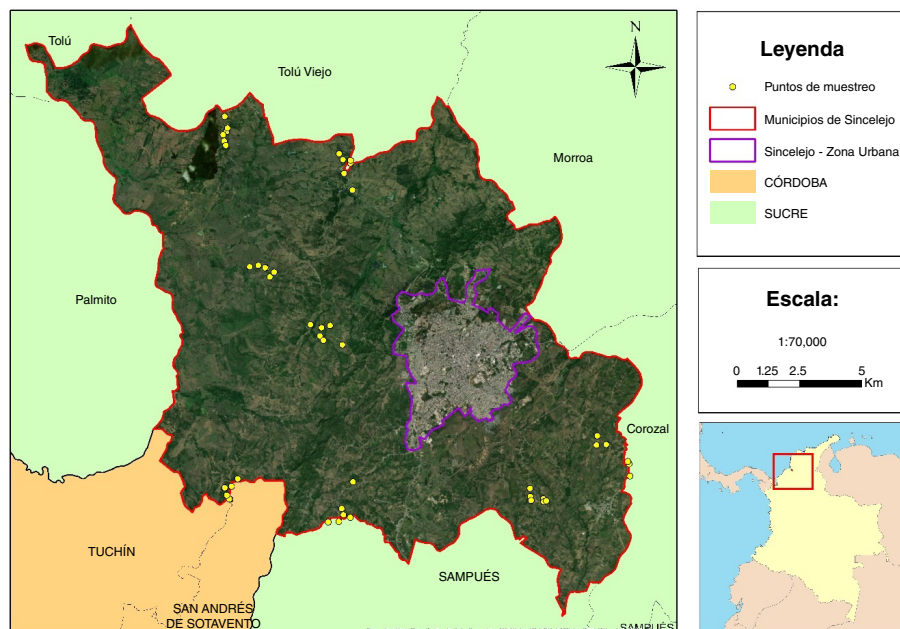 Tolú
Tolú Viejo
N
Morroa
Palmito
Corozal
TUCHÍN
SAN ANDRÉS
DE SOTAVENTO
SAMPUÉS
SAMPUÉS
Leyenda
Puntos de muestreo
Municipios de Sincelejo
Sincelejo - Zona Urbana
CÓRDOBA
SUCRE
Escala:
1:70,000
0 1.25 2.5 5
Km